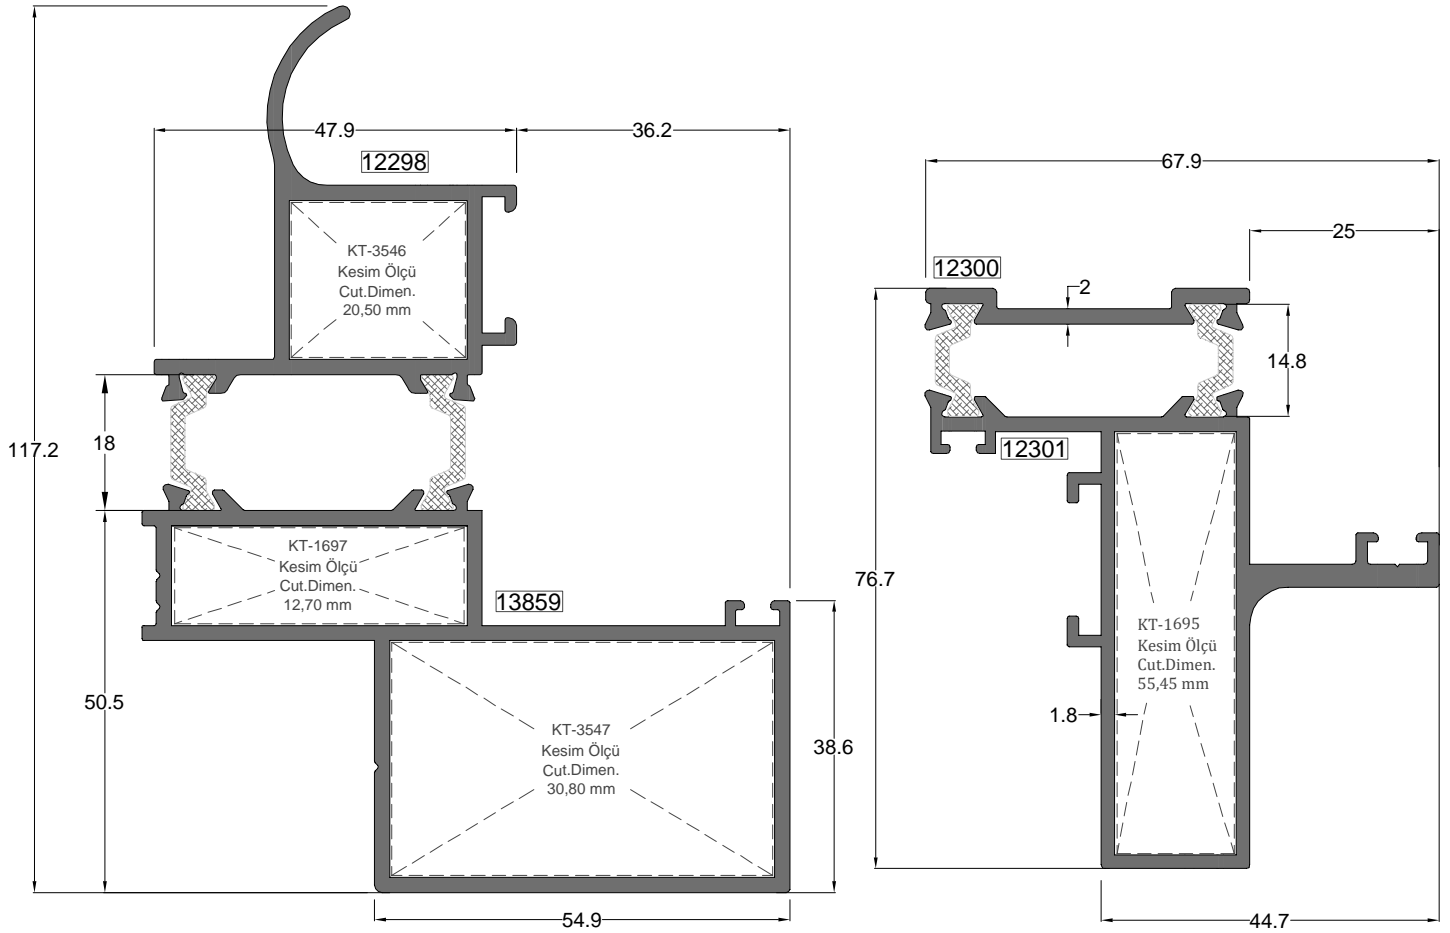 47.9
36.2
12298
KT-3546
Kesim Ölçü
Cut.Dimen.
20,50 mm
117.2
18
KT-1697
Kesim Ölçü
Cut.Dimen.
12,70 mm
13859
50.5
KT-3547
Kesim Ölçü
Cut.Dimen.
30,80 mm
38.6
54.9
67.9
25
12300
2
14.8
12301
76.7
KT-1695
Kesim Ölçü
Cut.Dimen.
55,45 mm
1.8
44.7